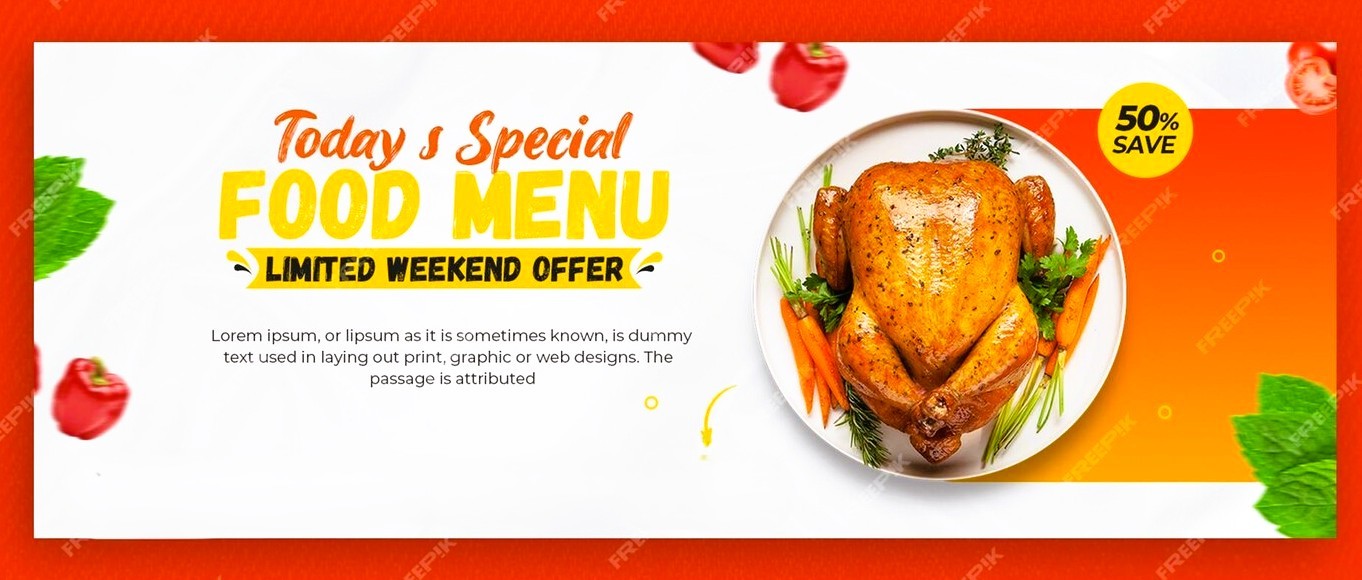 Today s Special
FOOD MENU
LIMITED WEEKEND OFFER
Lorem ipsum, or lipsum as it is sometimes known, is dummy
text used in laying out print, graphic or web designs. The
passage is attributed
50%
SAVE
FREEPIK